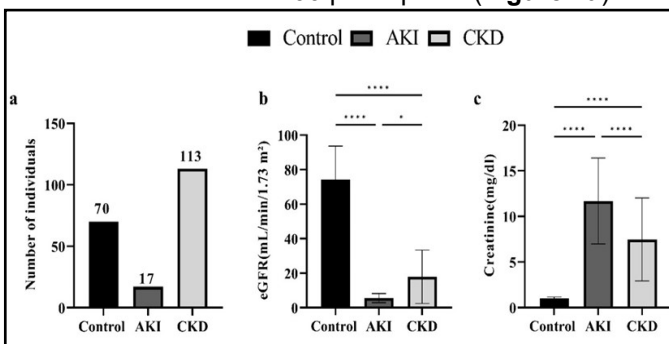 Control AKI CKD
a
150
100
50
0
Number of individuals
70
17
113
Control AKI CKD
b
**** 
**** *
100
80
60
40
20
0
eGFR(mL/min/1.73 m²)
Control AKI CKD
c
****
**** ****
20
15
10
5
0
Creatinine(mg/dl)
Control AKI CKD